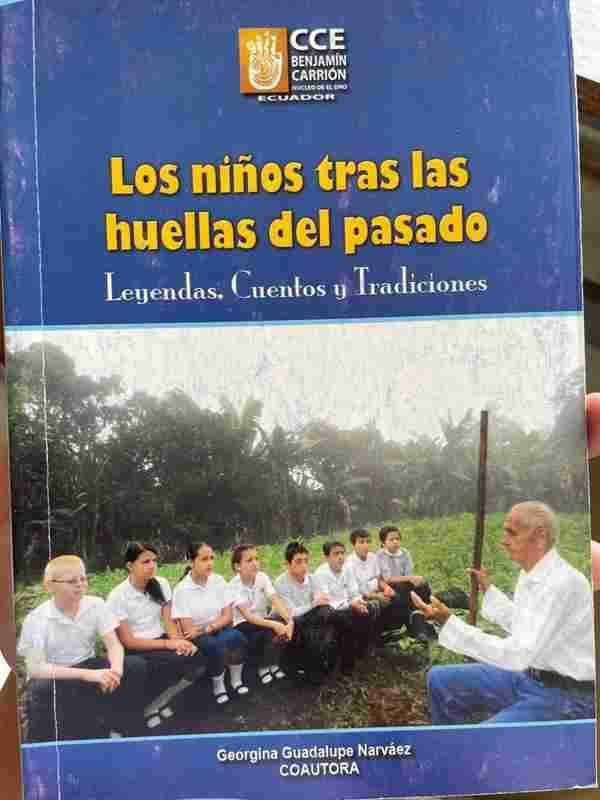 CCE
BENJAMÍN
CARRIÓN
NÚCLEO DE EL ORO
ECUADOR
Los niños tras las
huellas del pasado
Leyendas, Cuentos y Tradiciones
Georgina Guadalupe Narváez
COAUTORA